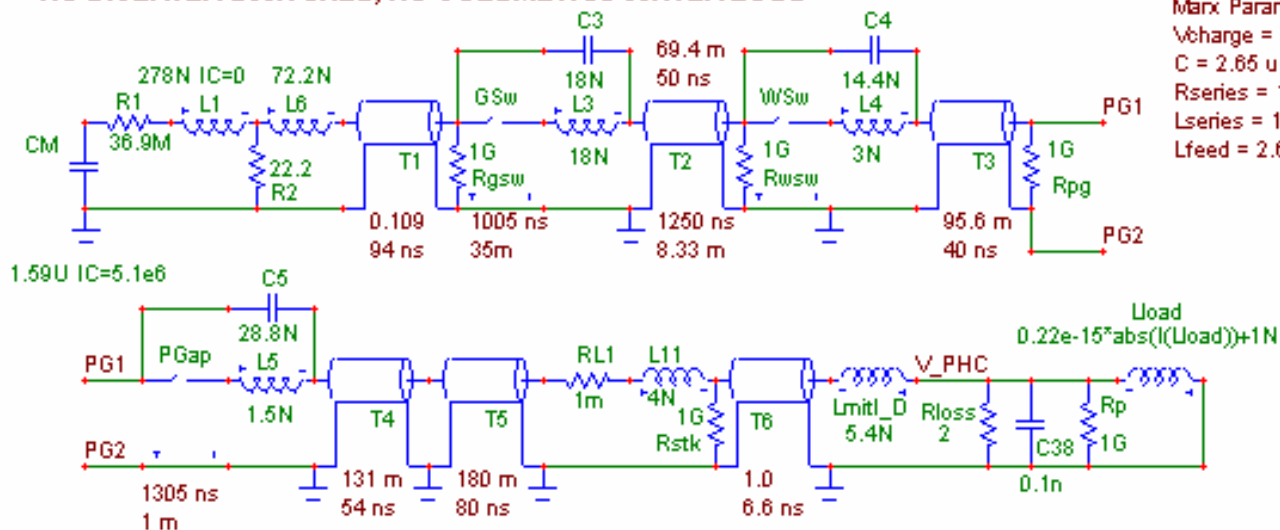 C3
C4
Marx Param
69.4 m
Vcharge =
278N IC=0
72.2N
18N
50 ns
14.4N
C = 2.65 u
R1
L1
L6
GSw
L3
WSw
L4
PG1
Rseries =
CM
36.9M
1G
18N
1G
3N
1G
Lseries = 1
22.2
T1
Rgsw
T2
Rwsw
T3
Rpg
Lfeed = 2.6
R2
0.109
1005 ns
1250 ns
95.6 m
PG2
94 ns
35m
8.33 m
40 ns
1.59U IC=5.1e6
C5
Lload
28.8N
0.22e-15*abs(I(Lload))+1N
PG1
PGap
L5
RL1
L11
V_PHC
1.5N
1m
4N
T4
T5
1G
T6
Lmitl_D
Rloss
Rp
Rstk
5.4N
2
C38
1G
PG2
1305 ns
131 m
180 m
1.0
0.1n
1 m
54 ns
80 ns
6.6 ns